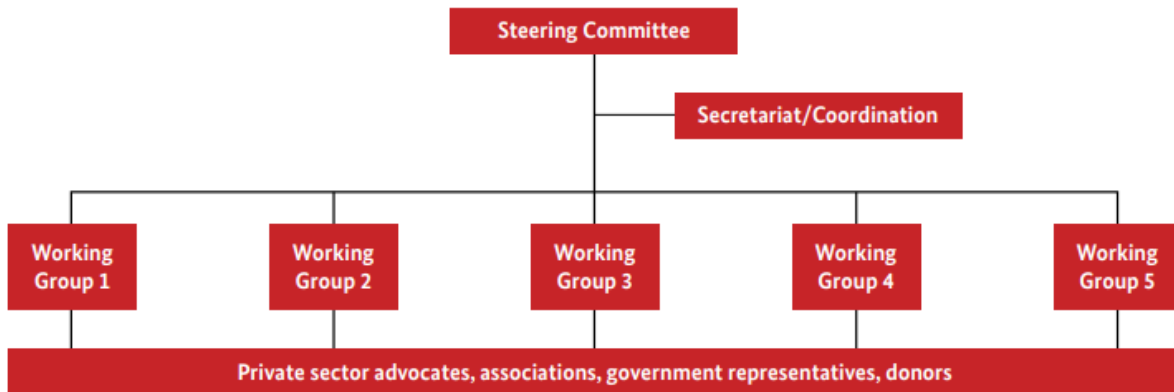 Steering Committee
Secretariat/Coordination
Working
Group 1
Working
Group 2
Working
Group 3
Working
Group 4
Working
Group 5
Private sector advocates, associations, government representatives, donors